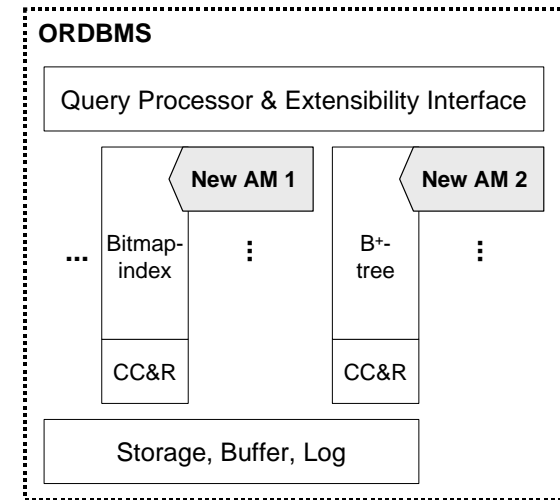 ORDBMS
Query Processor & Extensibility Interface
New AM 1
New AM 2
...
Bitmap-
index
...
B+-
tree
...
CC&R
CC&R
Storage, Buffer, Log